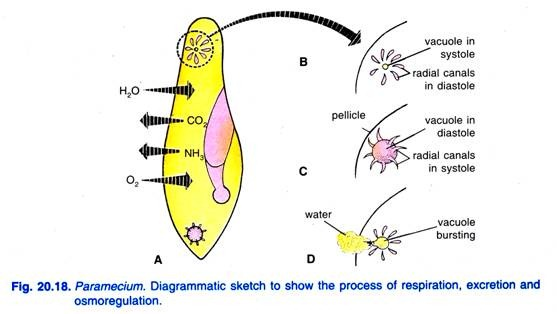 H₂O
CO₂
NH₃
O₂
A
B
vacuole in
systole
radial canals
in diastole
pellicle
vacuole in
diastole
radial canals
in systole
C
water
vacuole
bursting
D
Fig. 20.18. Paramecium. Diagrammatic sketch to show the process of respiration, excretion and
osmoregulation.